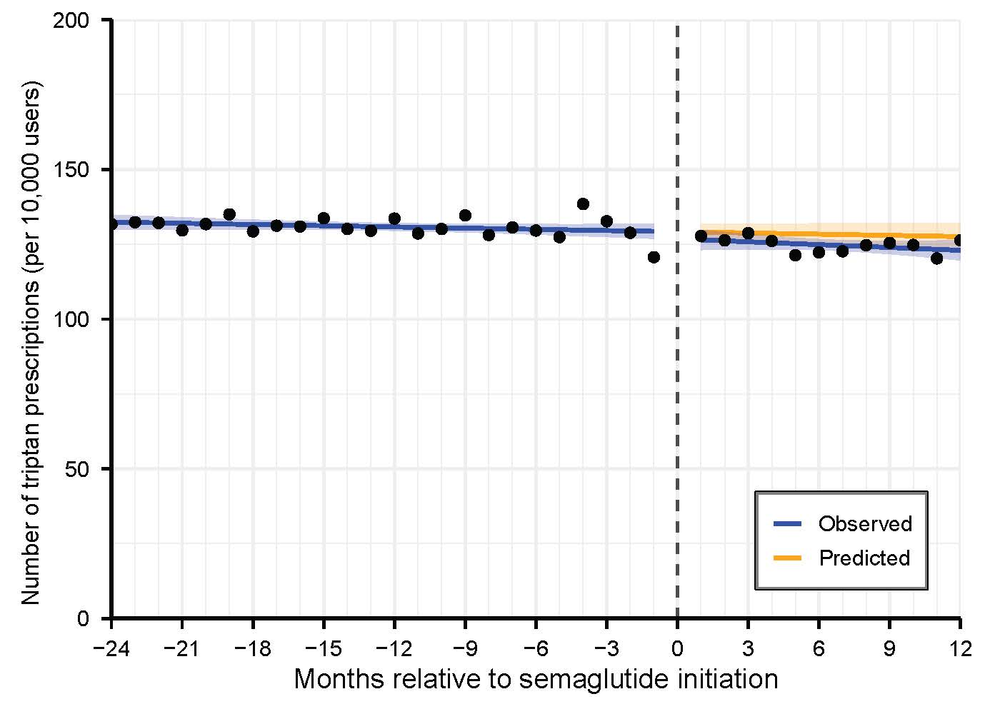 Number of triptan prescriptions (per 10,000 users)
200
150
100
50
0
−24 −21 −18 −15 −12 −9 −6 −3 0 3 6 9 12
Months relative to semaglutide initiation
Observed
Predicted